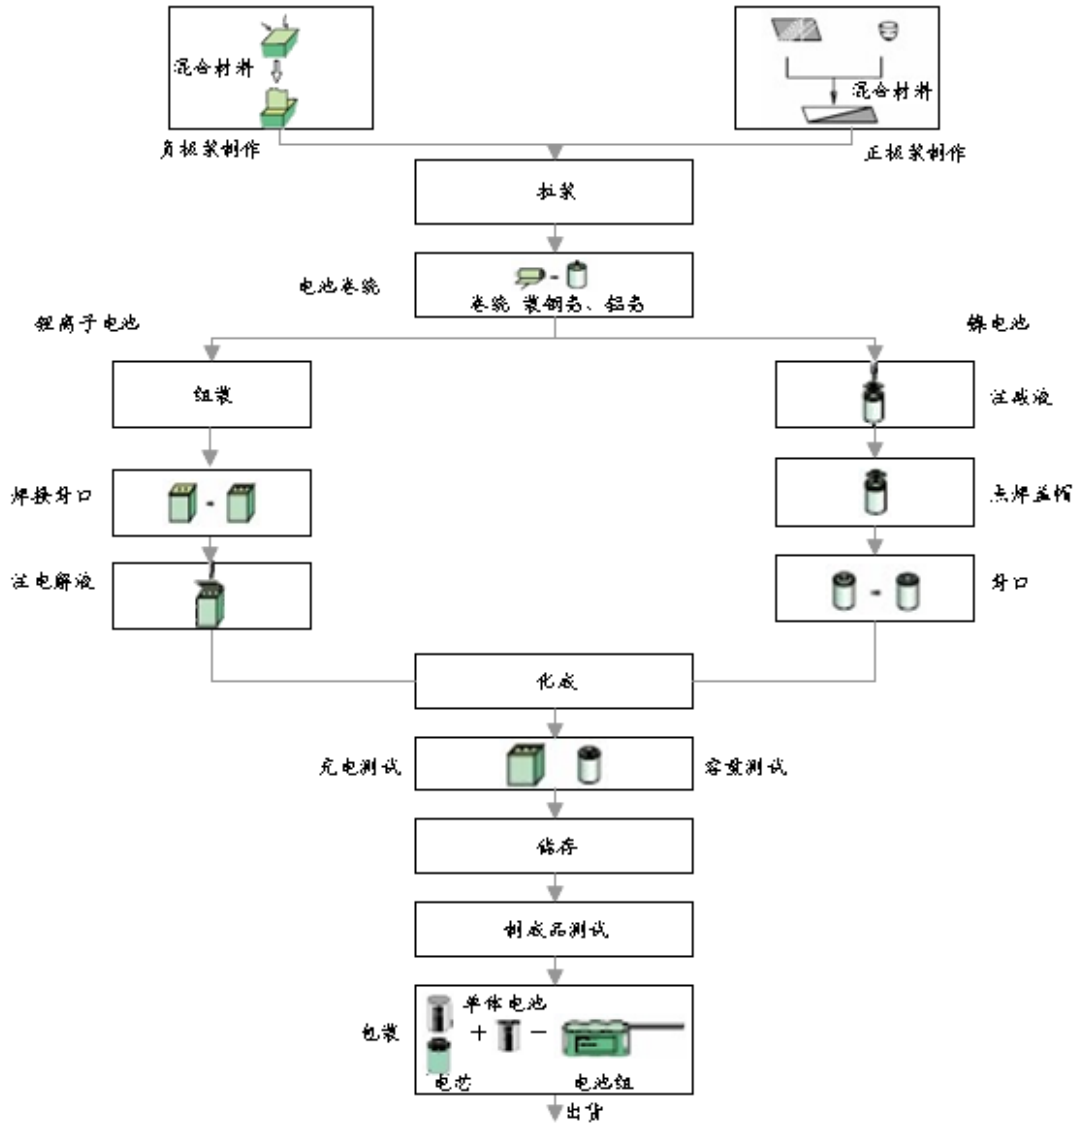 混合材料
混合材料
负极浆制作
正极浆制作
拉浆
电池卷绕
卷绕 装钢壳、铝壳
锂离子电池
镍电池
组装
注碱液
焊接封口
点焊盖帽
注电解液
封口
化成
充电测试
容量测试
储存
制成品测试
单体电池
包装
+
-
电芯
电池组
出货